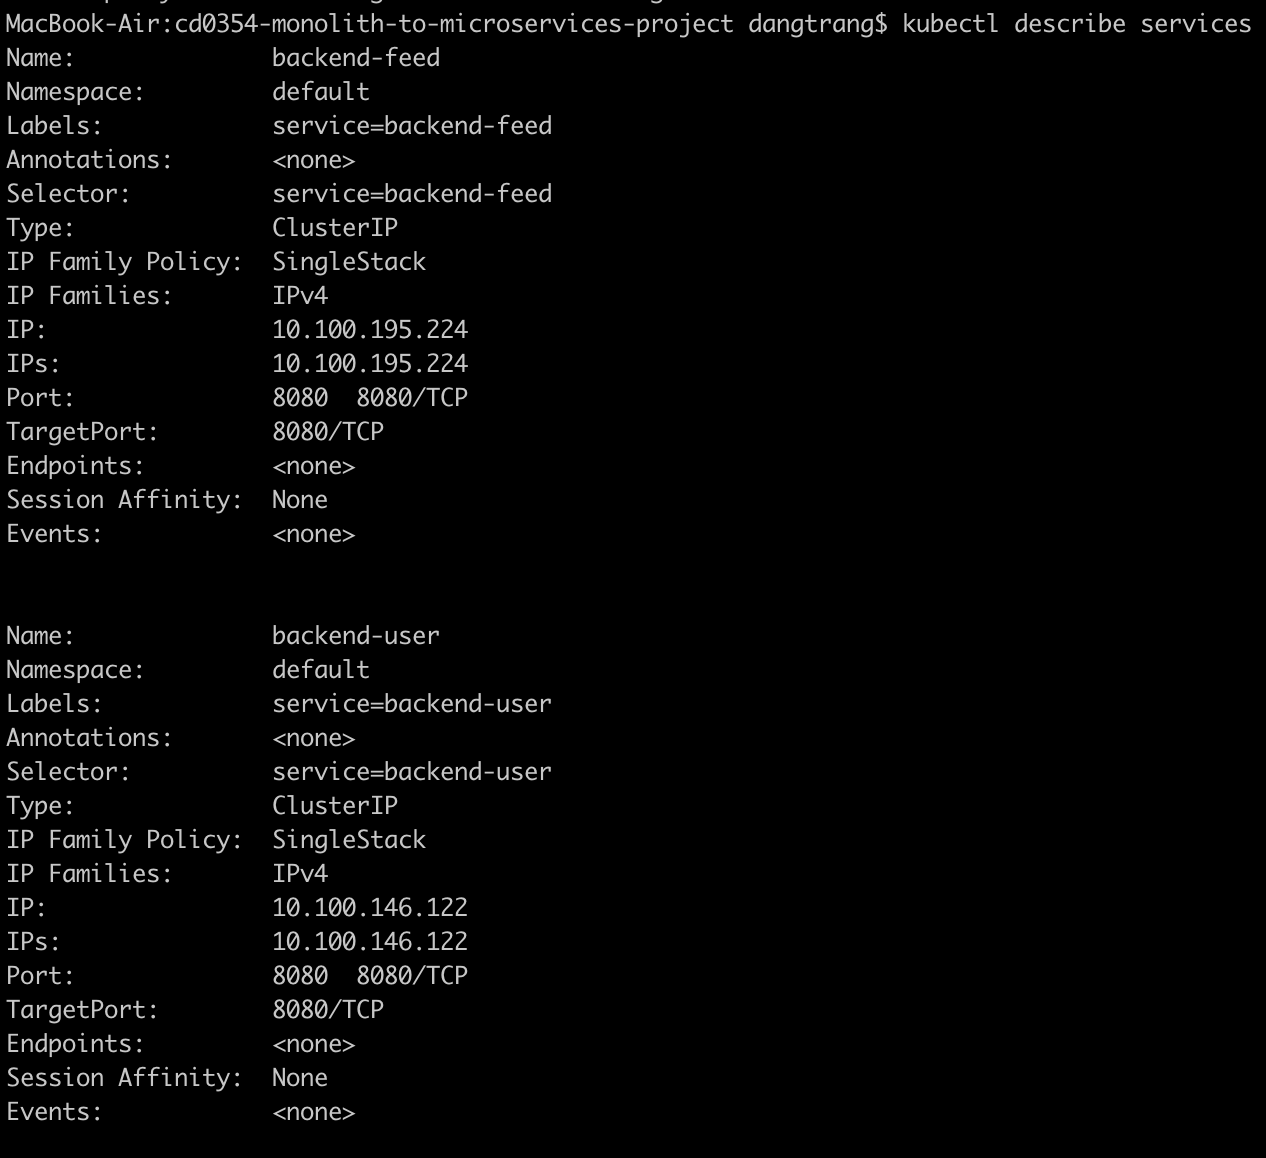 MacBook-Air:cd0354-monolith-to-microservices-project dangtrang$ kubectl describe services
Name:              backend-feed
Namespace:         default
Labels:            service=backend-feed
Annotations:       <none>
Selector:          service=backend-feed
Type:              ClusterIP
IP Family Policy:  SingleStack
IP Families:       IPv4
IP:                10.100.195.224
IPs:               10.100.195.224
Port:              8080  8080/TCP
TargetPort:        8080/TCP
Endpoints:         <none>
Session Affinity:  None
Events:            <none>
Name:              backend-user
Namespace:         default
Labels:            service=backend-user
Annotations:       <none>
Selector:          service=backend-user
Type:              ClusterIP
IP Family Policy:  SingleStack
IP Families:       IPv4
IP:                10.100.146.122
IPs:               10.100.146.122
Port:              8080  8080/TCP
TargetPort:        8080/TCP
Endpoints:         <none>
Session Affinity:  None
Events:            <none>